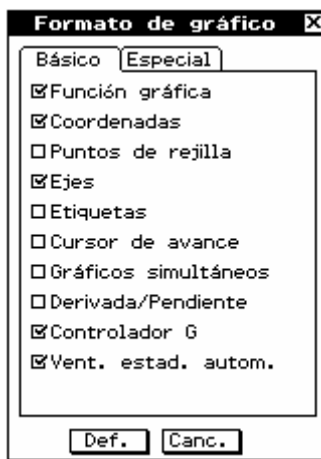 Formato de gráfico
Básico Especial
Función gráfica
Coordenadas
Puntos de rejilla
Ejes
Etiquetas
Cursor de avance
Gráficos simultáneos
Derivada/Pendiente
Controlador G
Vent. estad. autom.
Def. Canc.